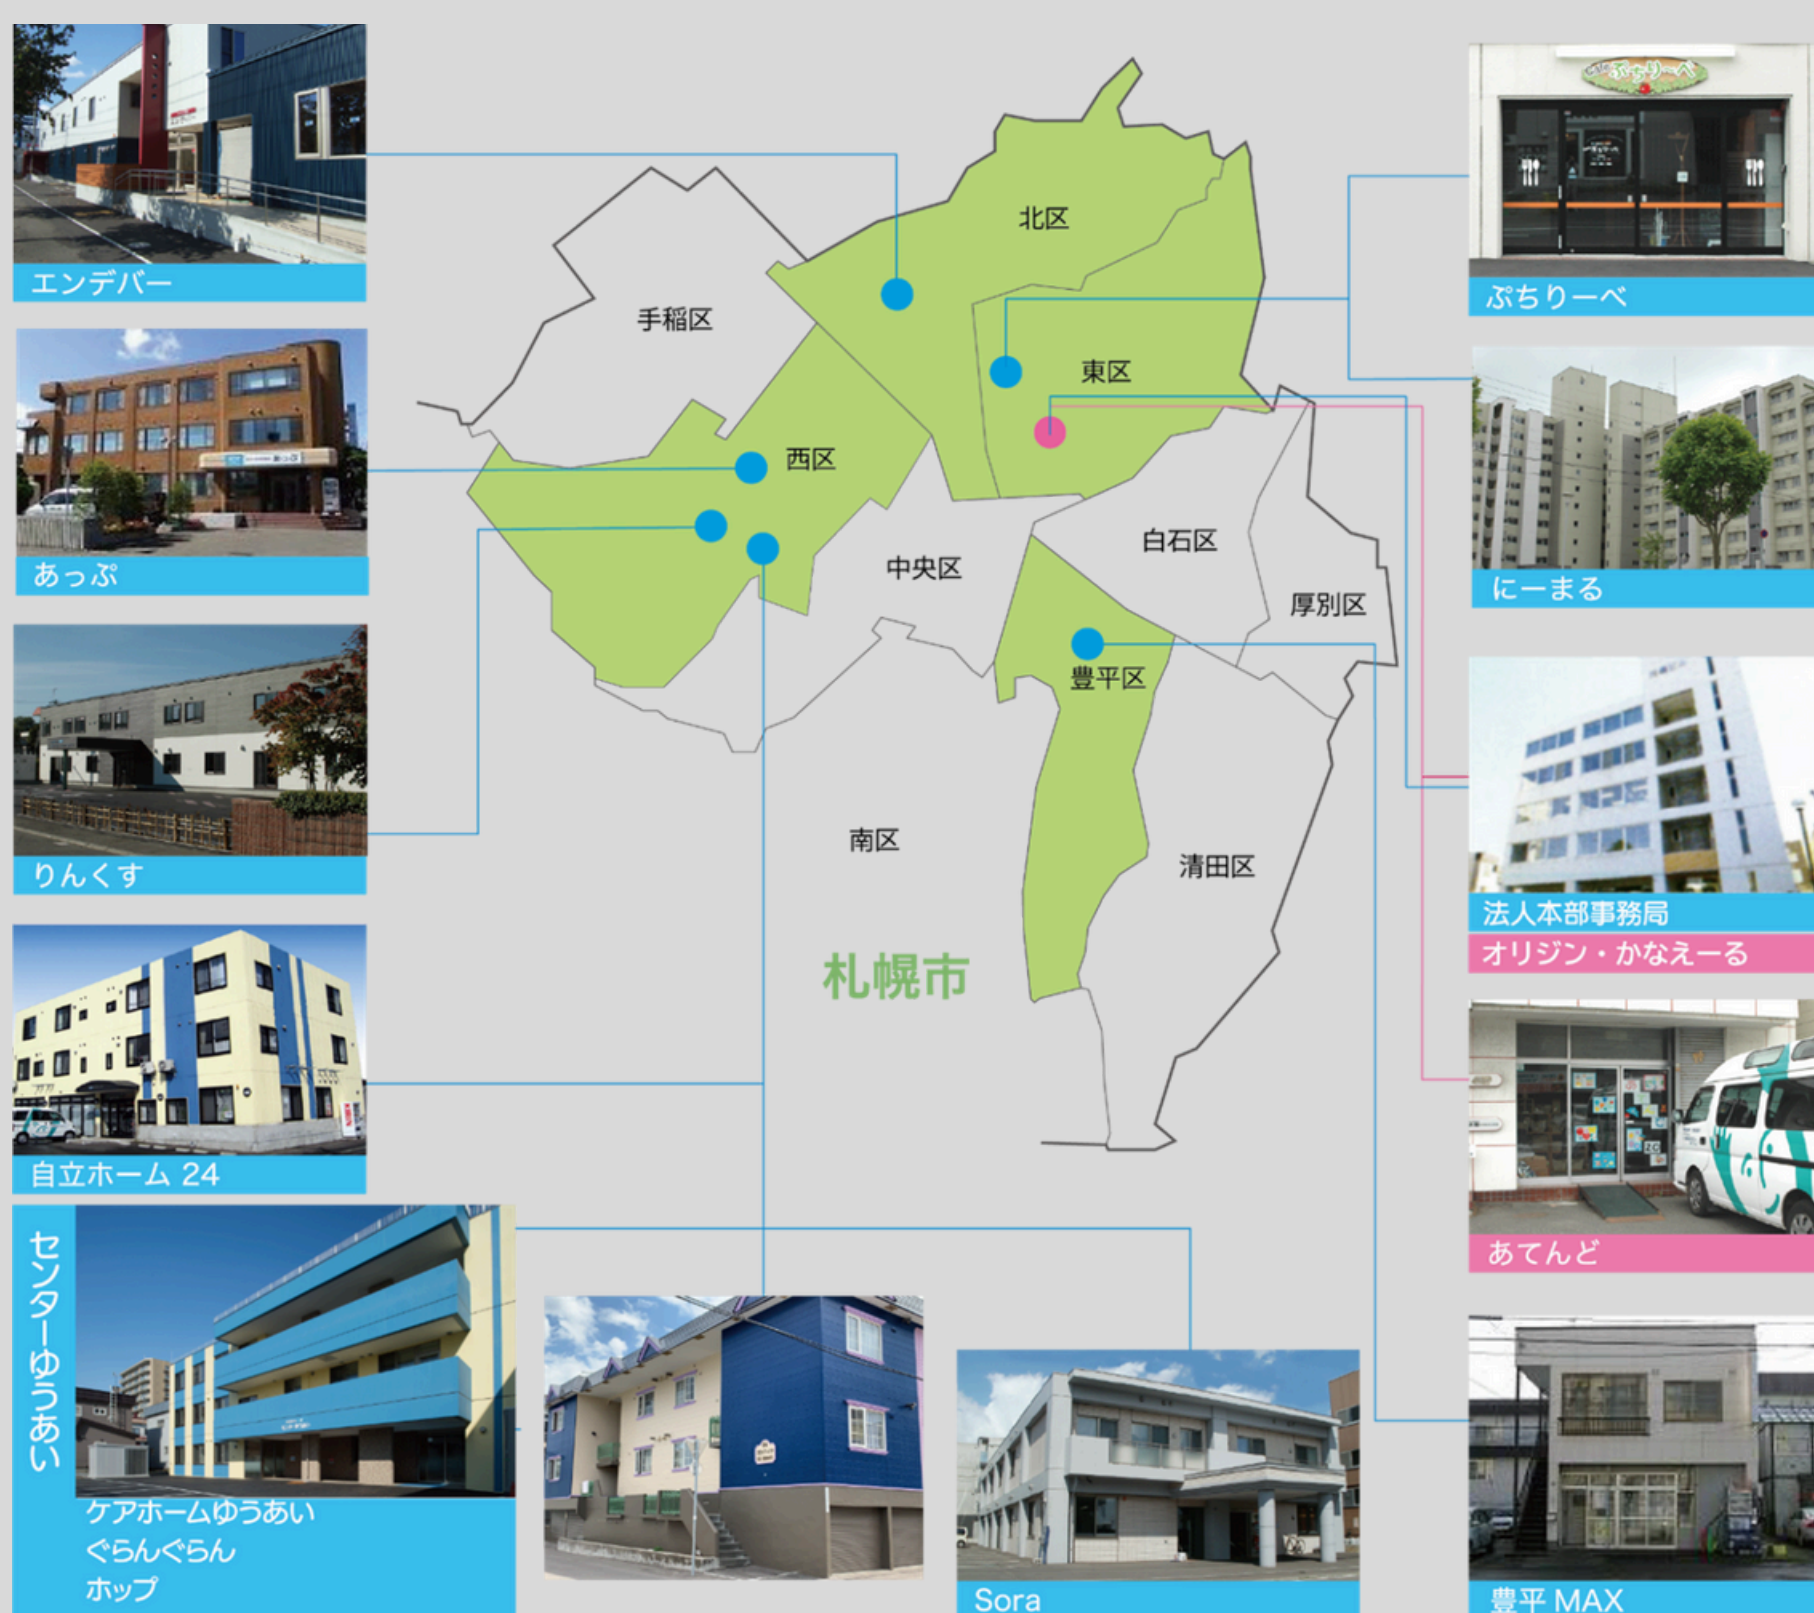 エンデバー
あっぷ
りんくす
自立ホーム 24
センターゆうあい
ケアホームゆうあい
ぐらんぐらん
ホップ
北区
手稲区
東区
西区
中央区
白石区
厚別区
豊平区
南区
清田区
札幌市
Sora
ぷちりーべ
ぷちりーべ
にーまる
法人本部事務局
オリジン・かなえーる
あてんど
豊平 MAX